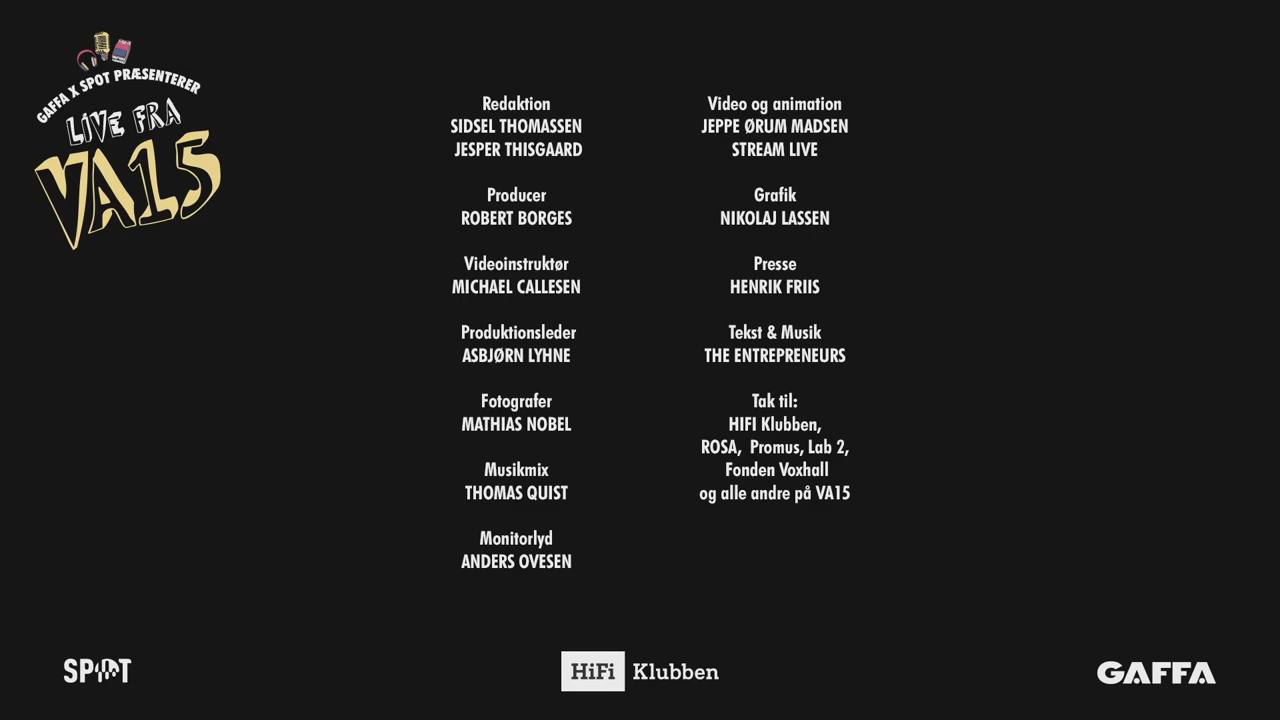 GAFFA X SPOT PRÆSENTERER
LIVE FRA
VA15
Redaktion
SIDSEL THOMASSEN
JESPER THISGAARD
Producer
ROBERT BORGES
Videoinstruktør
MICHAEL CALLESEN
Produktionsleder
ASBJØRN LYHNE
Fotografer
MATHIAS NOBEL
Musikmix
THOMAS QUIST
Monitorlyd
ANDERS OVESEN
Video og animation
JEPPE ØRUM MADSEN
STREAM LIVE
Grafik
NIKOLAJ LASSEN
Presse
HENRIK FRIIS
Tekst & Musik
THE ENTREPRENEURS
Tak til:
HIFI Klubben,
ROSA, Promus, Lab 2,
Fonden Voxhall
og alle andre på VA15
SPOT
HiFi Klubben
GAFFA